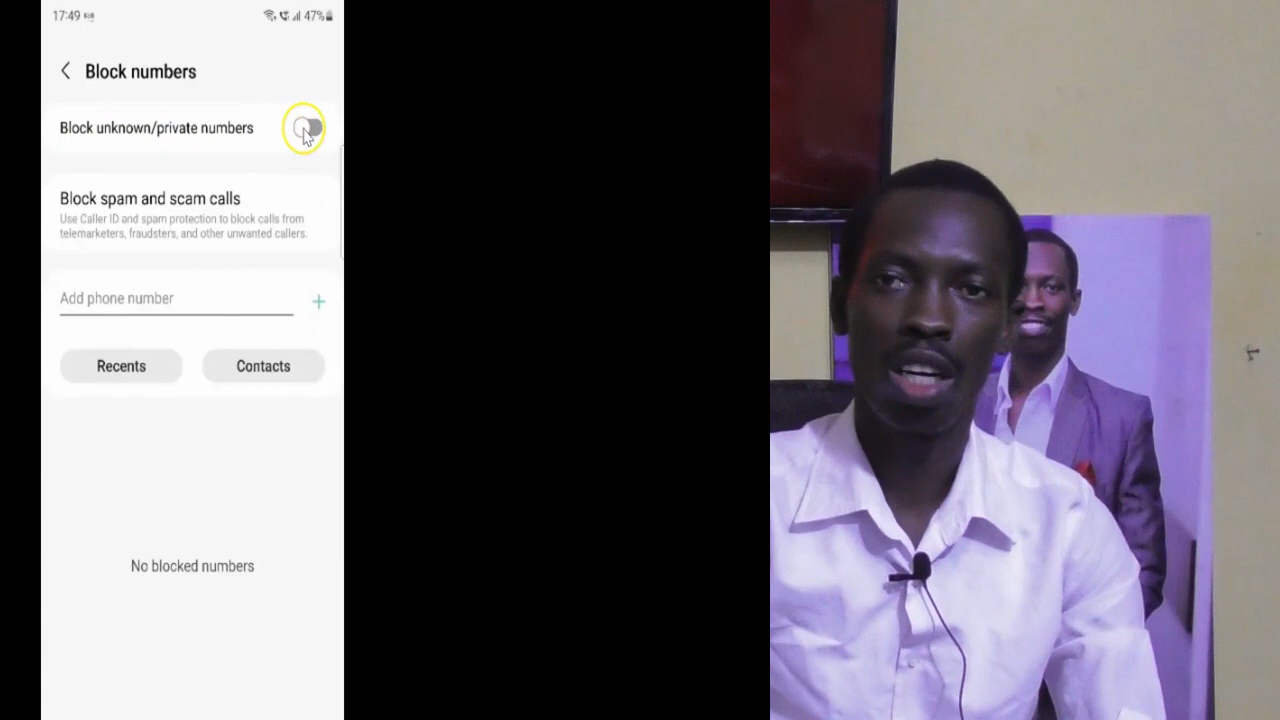 17:49
47%
Block numbers
Block unknown/private numbers
Block spam and scam calls
Use Caller ID and spam protection to block calls from
telemarketers, fraudsters, and other unwanted callers.
Add phone number
+
Recents
Contacts
No blocked numbers